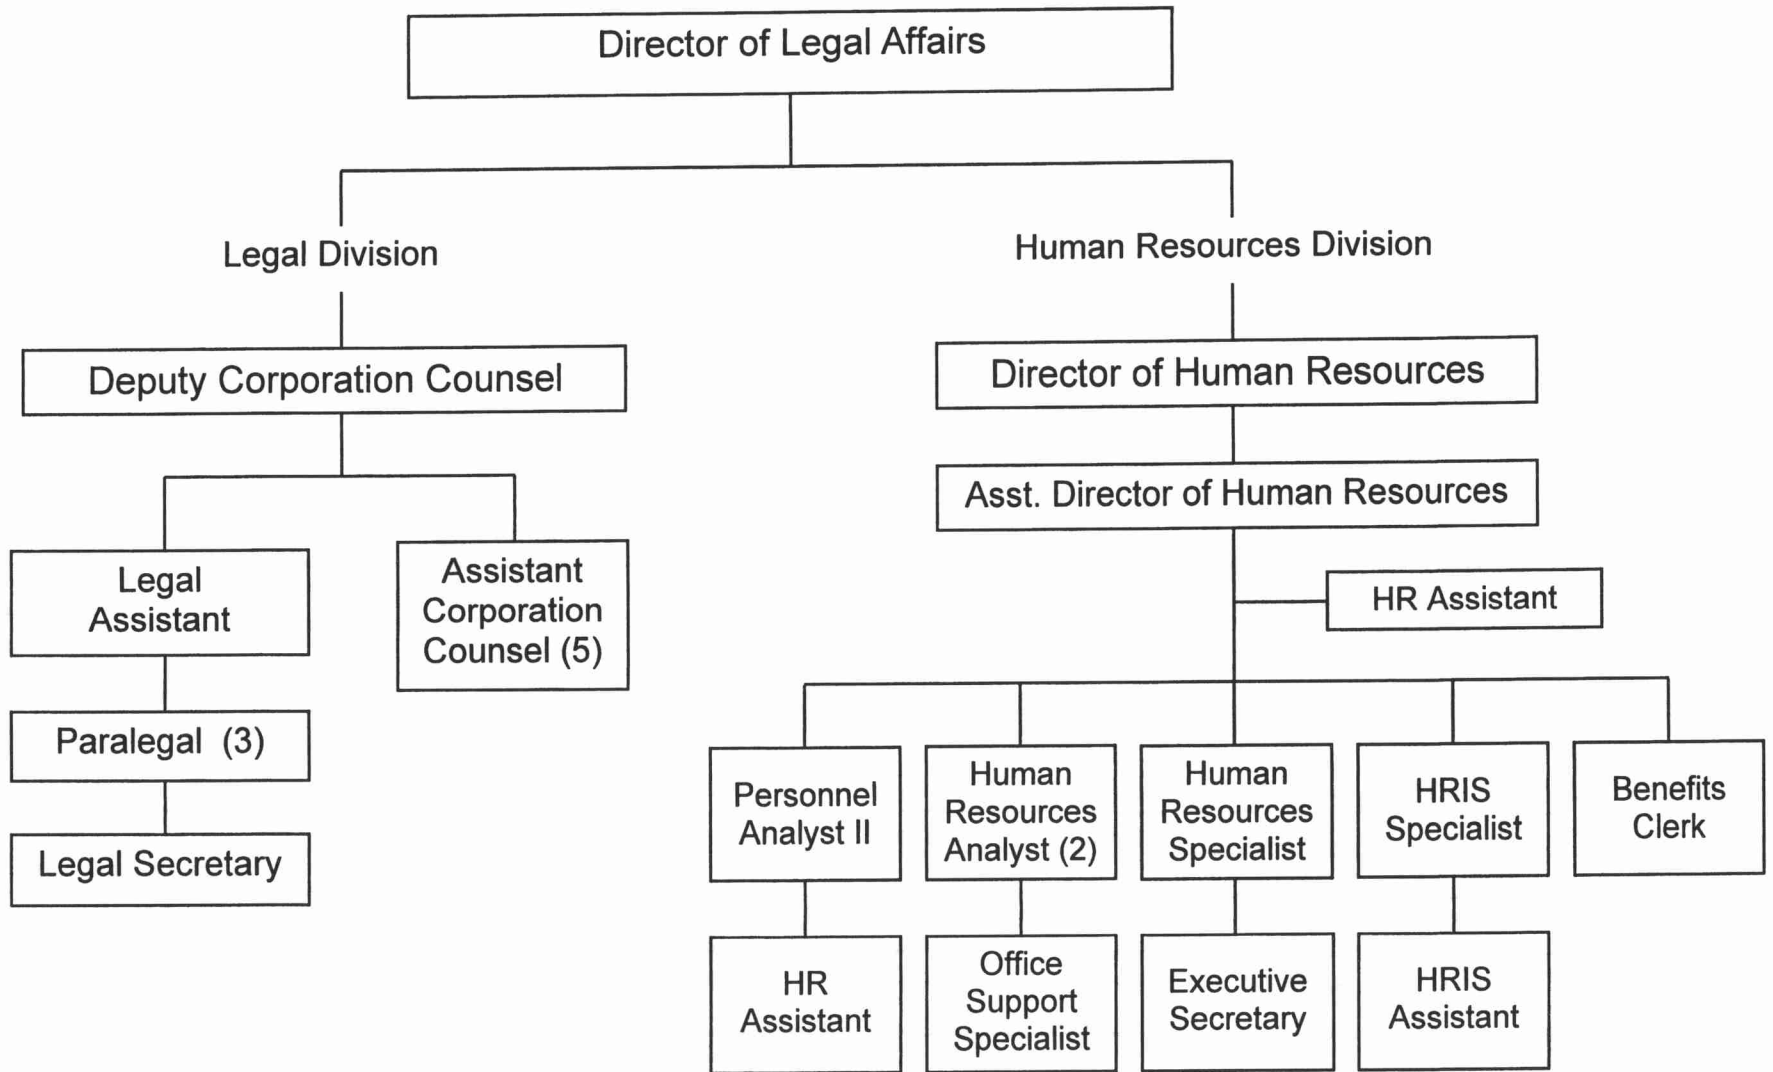 Director of Legal Affairs
Legal Division
Human Resources Division
Deputy Corporation Counsel
Director of Human Resources
Asst. Director of Human Resources
Legal
Assistant
Assistant
Corporation
Counsel (5)
HR Assistant
Paralegal (3)
Legal Secretary
Personnel
Analyst II
Human
Resources
Analyst (2)
Human
Resources
Specialist
HRIS
Specialist
Benefits
Clerk
HR
Assistant
Office
Support
Specialist
Executive
Secretary
HRIS
Assistant